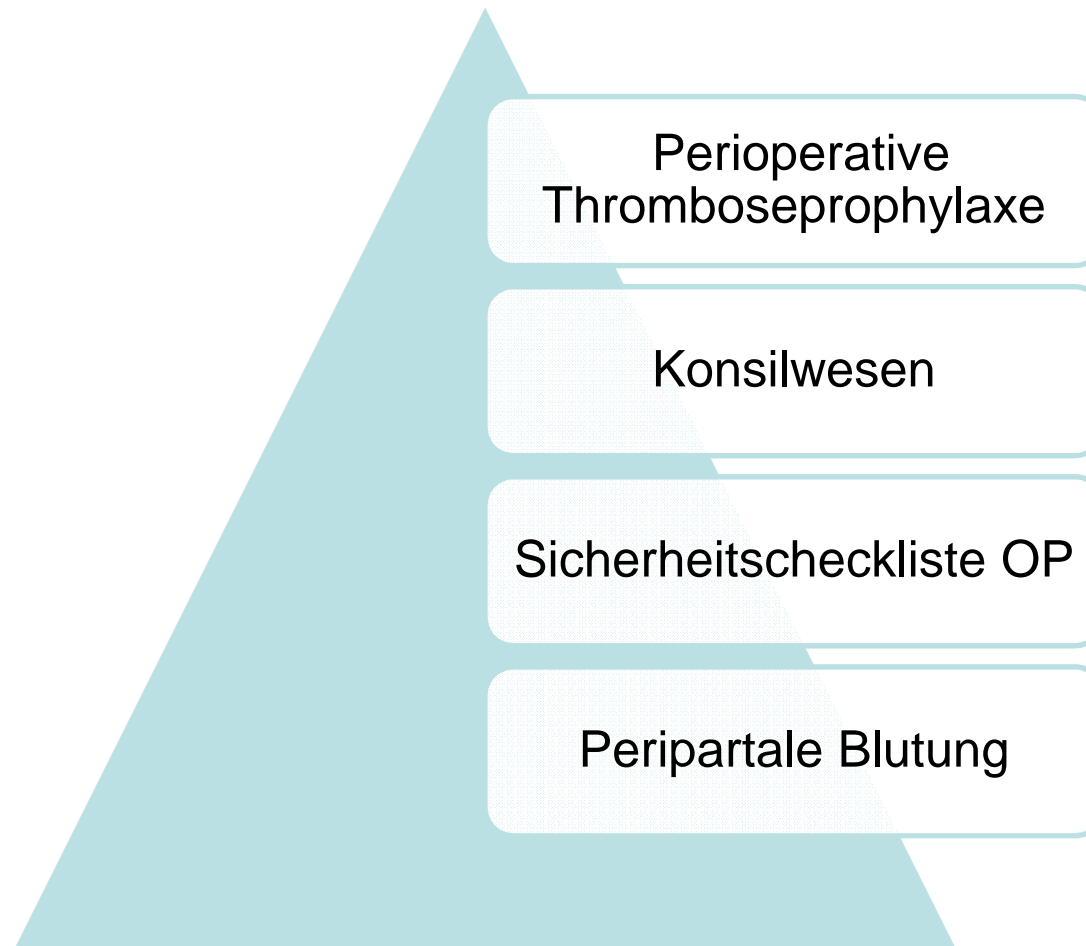 Perioperative
Thromboseprophylaxe
Konsilwesen
Sicherheitscheckliste OP
Peripartale Blutung